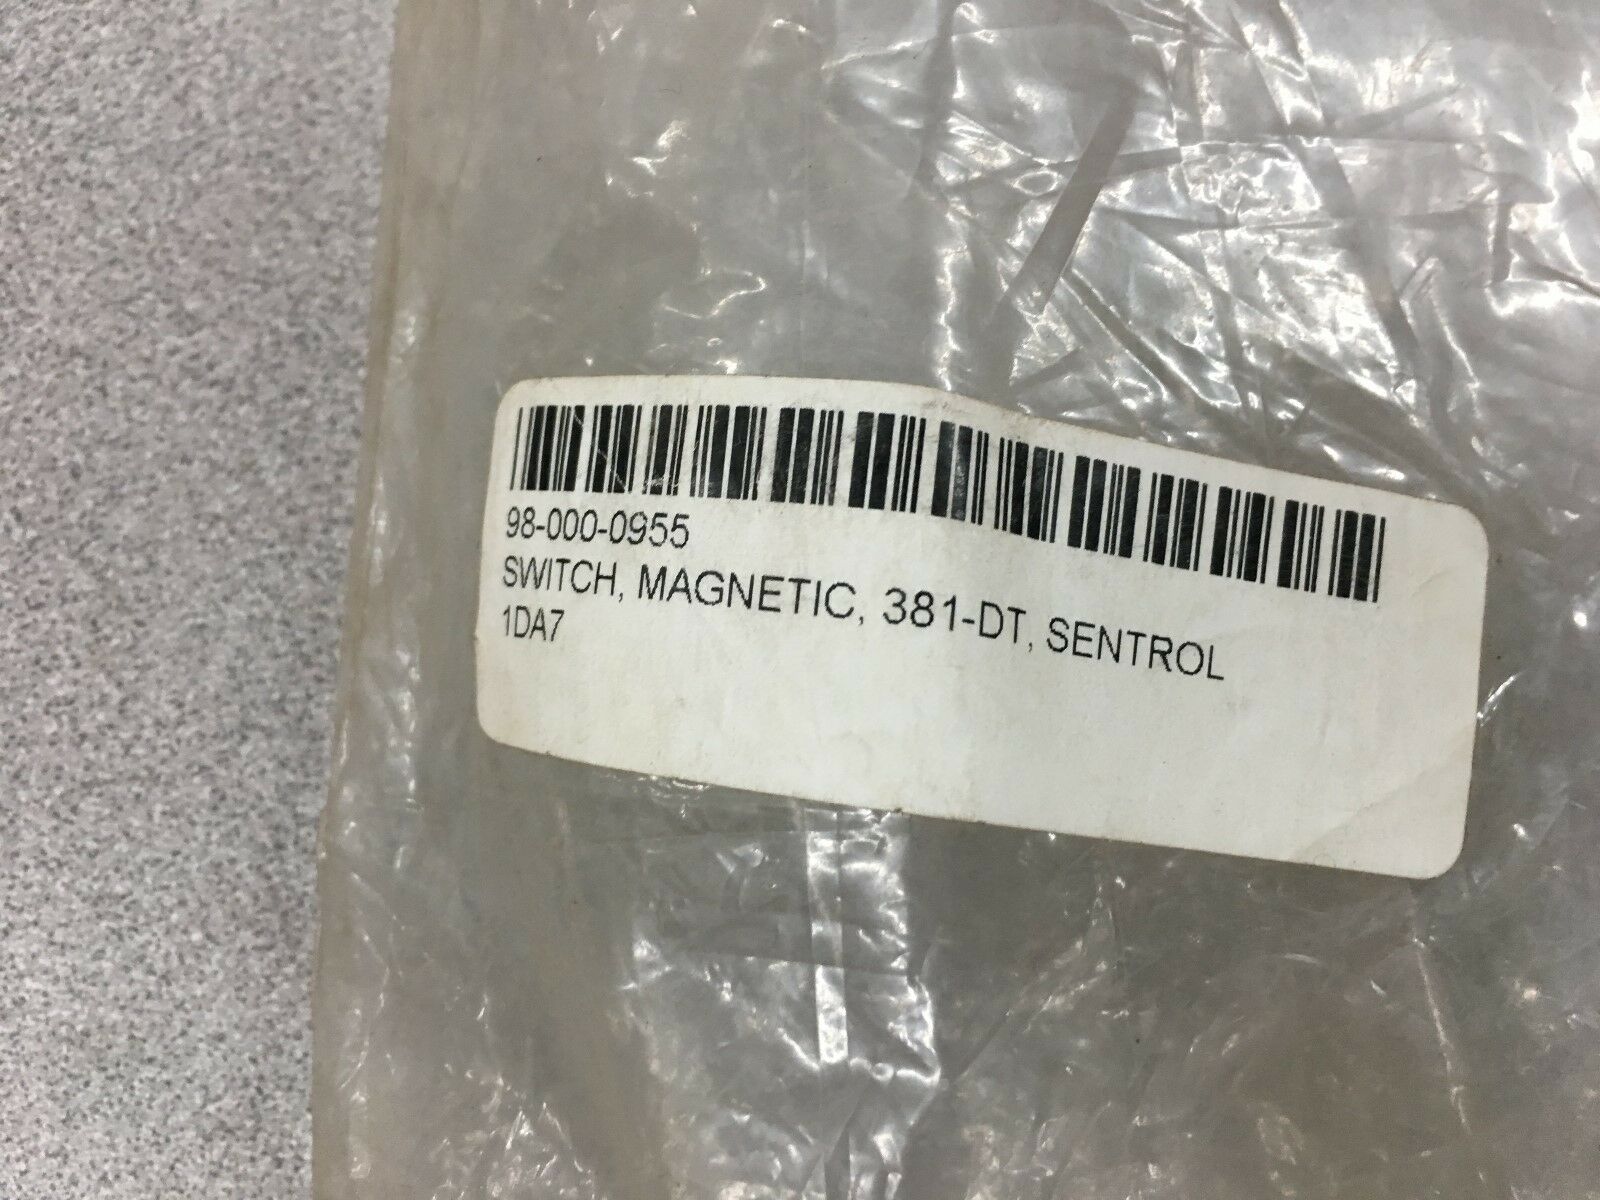 98-000-0955
SWITCH, MAGNETIC, 381-DT, SENTROL
1DA7